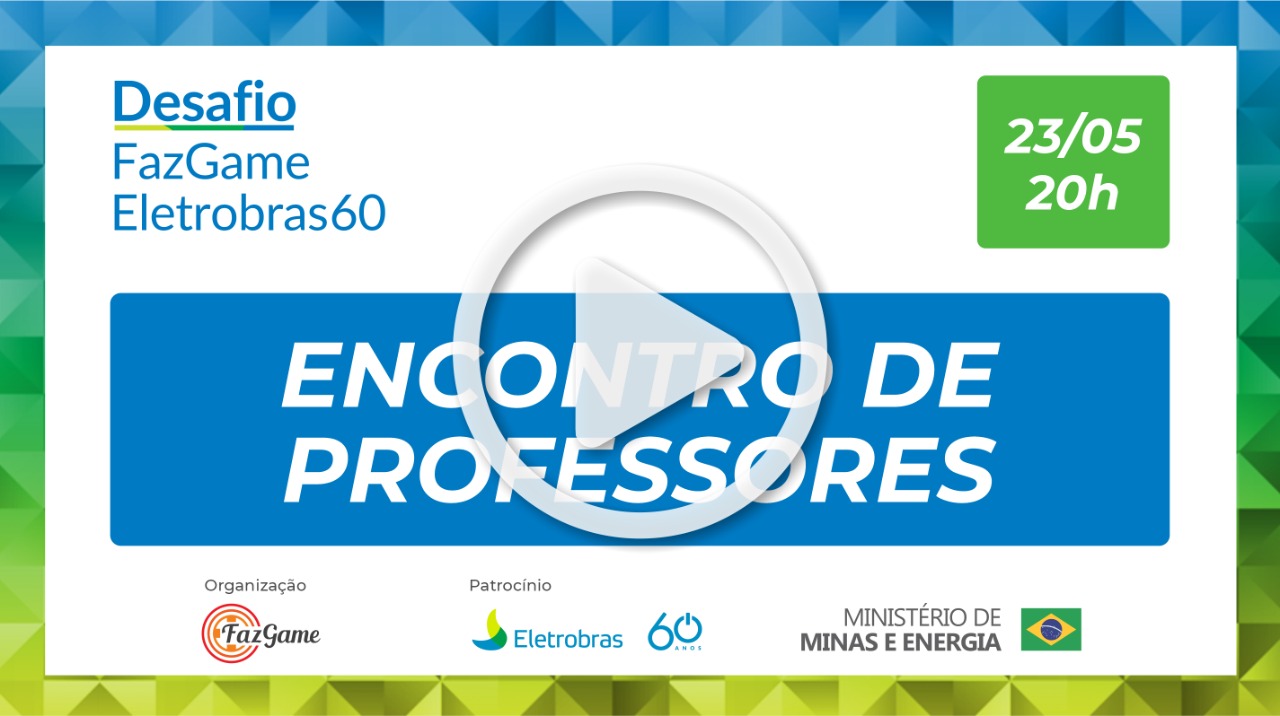 Desafio
FazGame
Eletrobras60
23/05
20h
ENCONTRO DE
PROFESSORES
Organização
FazGame
Patrocínio
Eletrobras
60
ANOS
MINISTÉRIO DE
MINAS E ENERGIA